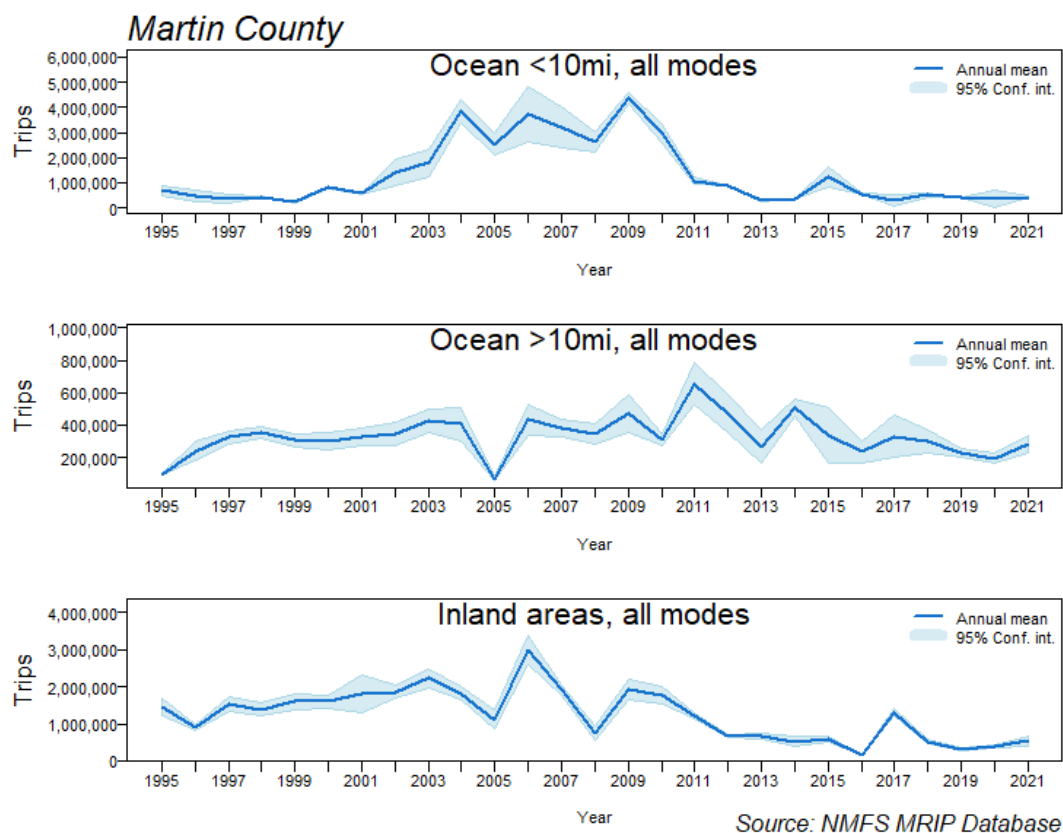 Martin County
Ocean <10mi, all modes
Annual mean
95% Conf. int.
Trips
6,000,000
5,000,000
4,000,000
3,000,000
2,000,000
1,000,000
0
1995 1997 1999 2001 2003 2005 2007 2009 2011 2013 2015 2017 2019 2021
Year
Ocean >10mi, all modes
Annual mean
95% Conf. int.
Trips
1,000,000
800,000
600,000
400,000
200,000
1995 1997 1999 2001 2003 2005 2007 2009 2011 2013 2015 2017 2019 2021
Year
Inland areas, all modes
Annual mean
95% Conf. int.
Trips
4,000,000
3,000,000
2,000,000
1,000,000
0
1995 1997 1999 2001 2003 2005 2007 2009 2011 2013 2015 2017 2019 2021
Year
Source: NMFS MRIP Database